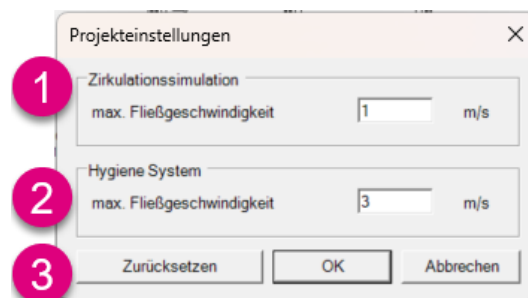 Projekteinstellungen
1
Zirkulationssimulation
max. Fließgeschwindigkeit 1 m/s
Hygiene System
2
max. Fließgeschwindigkeit 3 m/s
3
Zurücksetzen OK Abbrechen